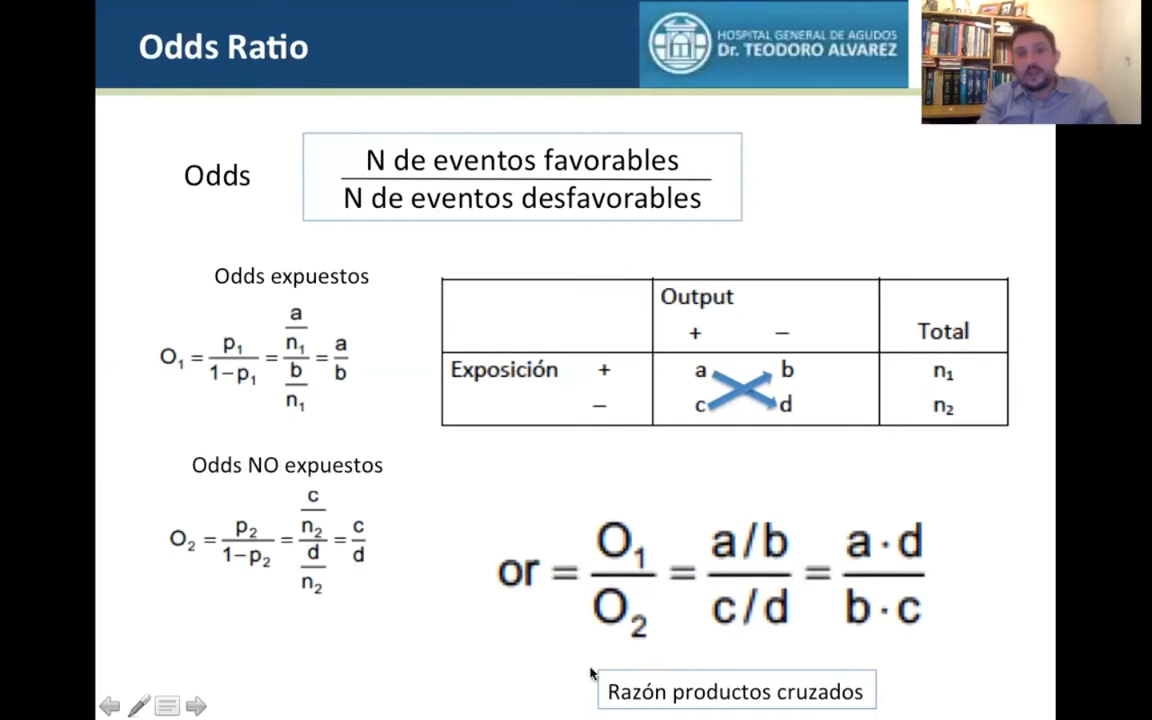 Odds Ratio
HOSPITAL GENERAL DE AGUDOS
Dr. TEODORO ALVAREZ
Odds
N de eventos favorables
N de eventos desfavorables
Odds expuestos
O₁ = p₁ / 1−p₁ = a/n₁ / b/n₁ = a/b
Output
+ − Total
Exposición + a b n₁
− c d n₂
Odds NO expuestos
O₂ = p₂ / 1−p₂ = c/n₂ / d/n₂ = c/d
or = O₁ / O₂ = a/b / c/d = a·d / b·c
Razón productos cruzados